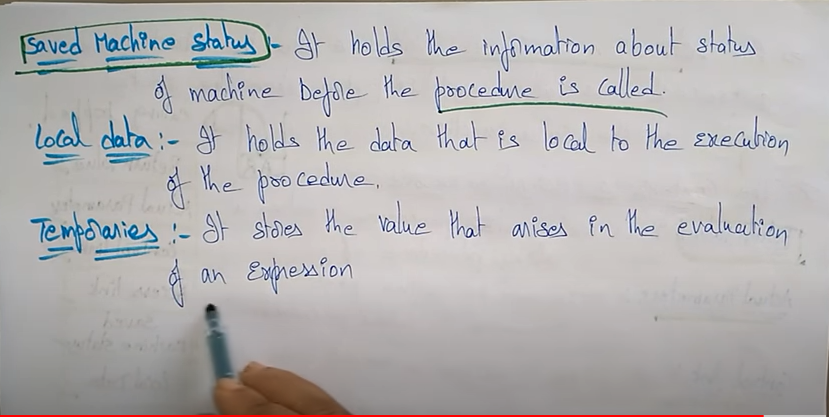 Saved Machine Status :- It holds the information about status
of machine before the procedure is called.
Local data :- It holds the data that is local to the execution
of the procedure.
Temporaries :- It stores the value that arises in the evaluation
of an Expression